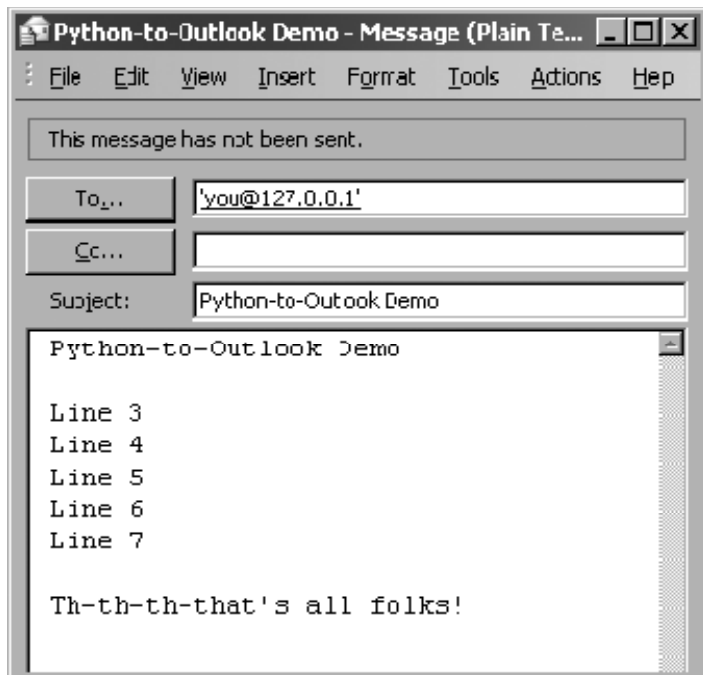 Python-to-Outlook Demo - Message (Plain Te...
File Edit View Insert Format Tools Actions Help
This message has not been sent.
To... 'you@127.0.0.1'
Cc...
Subject: Python-to-Outlook Demo
Python-to-Outlook Demo
Line 3
Line 4
Line 5
Line 6
Line 7
Th-th-th-that's all folks!